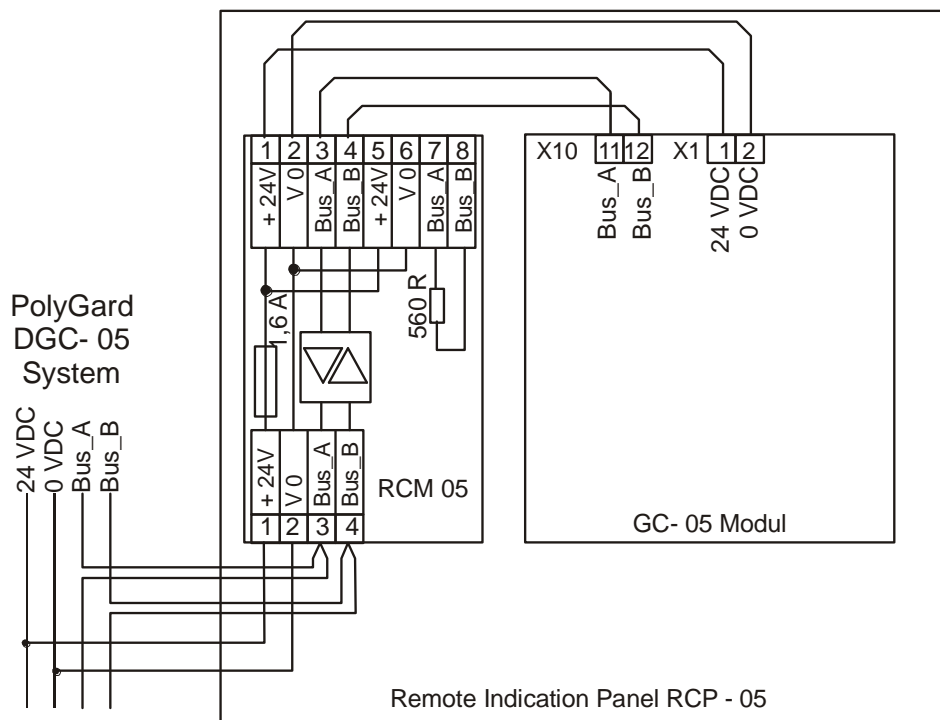 1 2 3 4 5 6 7 8
+ 24V
V 0
Bus_A
Bus_B
+ 24V
V 0
Bus_A
Bus_B
X10 11 12 X1 1 2
Bus_A
Bus_B
24 VDC
0 VDC
1,6 A
560 R
PolyGard
DGC- 05
System
24 VDC
0 VDC
Bus_A
Bus_B
+ 24V
V 0
Bus_A
Bus_B
RCM 05
1 2 3 4
GC- 05 Modul
Remote Indication Panel RCP - 05